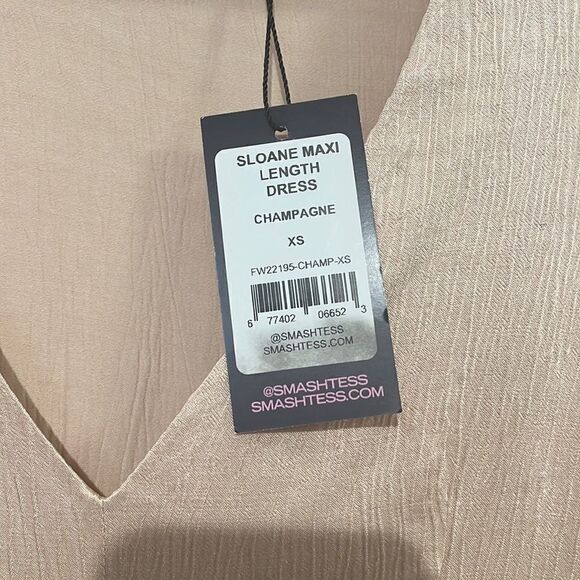 SLOANE MAXI
LENGTH
DRESS
CHAMPAGNE
XS
FW22195-CHAMP-XS
6 77402 06652 3
@SMASHTESS
SMASHTESS.COM
@SMASHTESS
SMASHTESS.COM